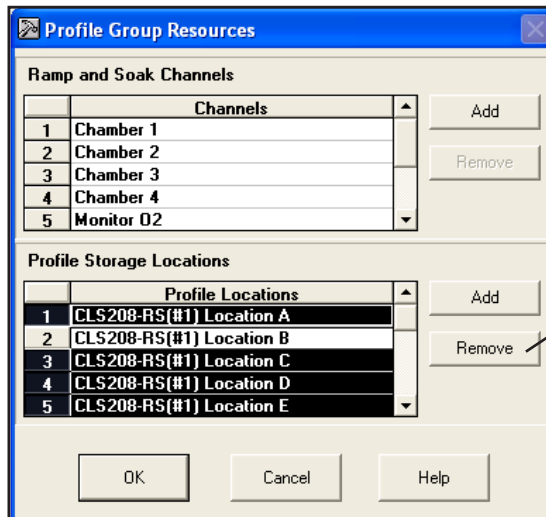 Profile Group Resources
Ramp and Soak Channels
Channels
1 Chamber 1
2 Chamber 2
3 Chamber 3
4 Chamber 4
5 Monitor O2
Add
Remove
Profile Storage Locations
Profile Locations
1 CLS208-RS(#1) Location A
2 CLS208-RS(#1) Location B
3 CLS208-RS(#1) Location C
4 CLS208-RS(#1) Location D
5 CLS208-RS(#1) Location E
Add
Remove
OK Cancel Help